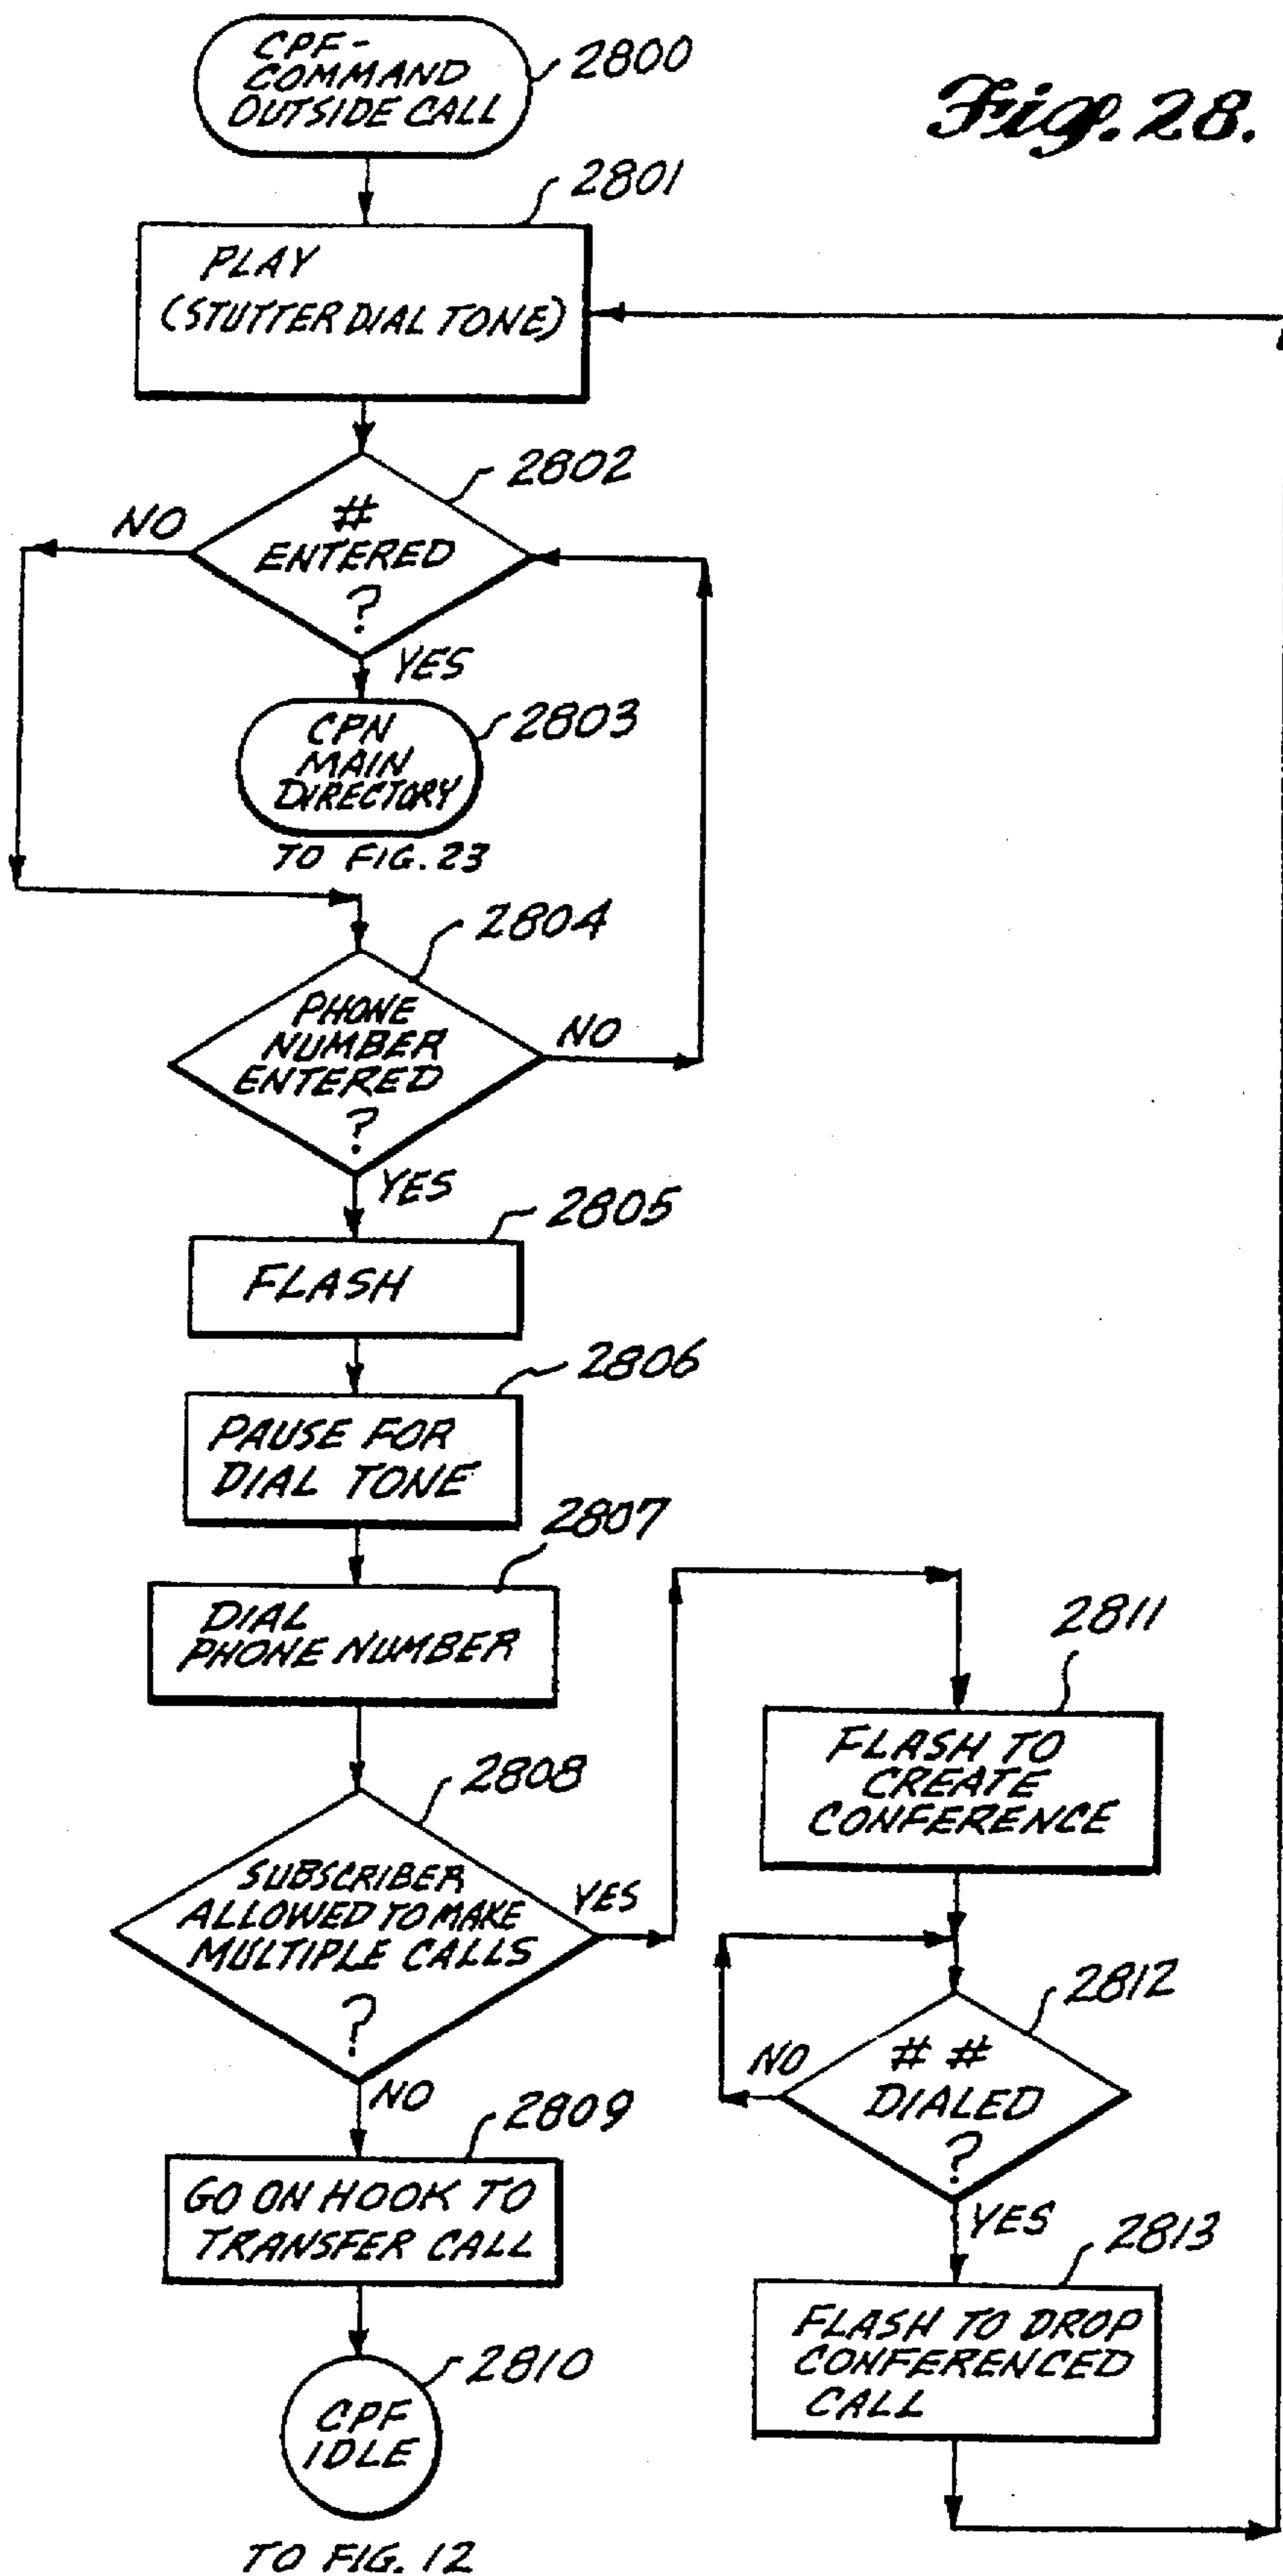 Fig. 28.
CPF-
COMMAND
OUTSIDE CALL
2800
2801
PLAY
(STUTTER DIAL TONE)
2802
#
ENTERED
?
NO
YES
2803
CPN
MAIN
DIRECTORY
TO FIG. 23
2804
PHONE
NUMBER
ENTERED
?
NO
YES
2805
FLASH
2806
PAUSE FOR
DIAL TONE
2807
DIAL
PHONE NUMBER
2808
SUBSCRIBER
ALLOWED TO MAKE
MULTIPLE CALLS
?
YES
NO
2809
GO ON HOOK TO
TRANSFER CALL
2810
CPF
IDLE
TO FIG. 12
2811
FLASH TO
CREATE
CONFERENCE
2812
# #
DIALED
?
NO
YES
2813
FLASH TO DROP
CONFERENCED
CALL